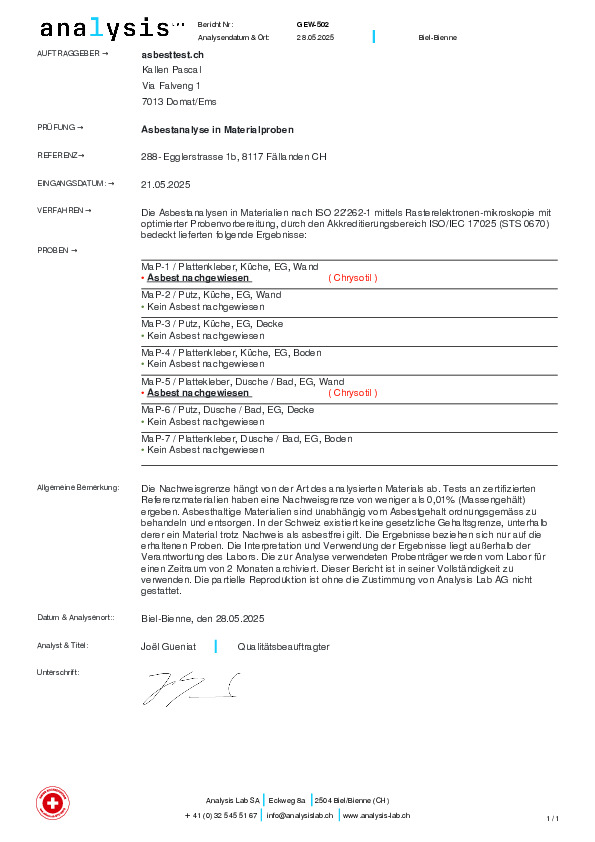 analysis
Bericht Nr: GEW-502
Analysendatum & Ort: 28.05.2025 Biel-Bienne
AUFTRAGGEBER → asbesttest.ch
Kallen Pascal
Via Falveng 1
7013 Domat/Ems
PRÜFUNG → Asbestanalyse in Materialproben
REFERENZ→ 288- Egglerstrasse 1b, 8117 Fällanden CH
EINGANGSDATUM: → 21.05.2025
VERFAHREN → Die Asbestanalysen in Materialien nach ISO 22'262-1 mittels Rasterelektronen-mikroskopie mit
optimierter Probenvorbereitung, durch den Akkreditierungsbereich ISO/IEC 17025 (STS 0670)
bedeckt lieferten folgende Ergebnisse:
PROBEN →
MaP-1 / Plattenkleber, Küche, EG, Wand
• Asbest nachgewiesen ( Chrysotil )
MaP-2 / Putz, Küche, EG, Wand
• Kein Asbest nachgewiesen
MaP-3 / Putz, Küche, EG, Decke
• Kein Asbest nachgewiesen
MaP-4 / Plattenkleber, Küche, EG, Boden
• Kein Asbest nachgewiesen
MaP-5 / Plattekleber, Dusche / Bad, EG, Wand
• Asbest nachgewiesen ( Chrysotil )
MaP-6 / Putz, Dusche / Bad, EG, Decke
• Kein Asbest nachgewiesen
MaP-7 / Plattenkleber, Dusche / Bad, EG, Boden
• Kein Asbest nachgewiesen
Allgemeine Bemerkung: Die Nachweisgrenze hängt von der Art des analysierten Materials ab. Tests an zertifizierten
Referenzmaterialien haben eine Nachweisgrenze von weniger als 0,01% (Massengehält)
ergeben. Asbesthaltige Materialien sind unabhängig vom Asbestgehalt ordnungsgemäss zu
behandeln und entsorgen. In der Schweiz existiert keine gesetzliche Gehaltsgrenze, unterhalb
derer ein Material trotz Nachweis als asbestfrei gilt. Die Ergebnisse beziehen sich nur auf die
erhaltenen Proben. Die Interpretation und Verwendung der Ergebnisse liegt außerhalb der
Verantwortung des Labors. Die zur Analyse verwendeten Probenträger werden vom Labor für
einen Zeitraum von 2 Monaten archiviert. Dieser Bericht ist in seiner Vollständigkeit zu
verwenden. Die partielle Reproduktion ist ohne die Zustimmung von Analysis Lab AG nicht
gestattet.
Datum & Analysenort:: Biel-Bienne, den 28.05.2025
Analyst & Titel: Joël Gueniat Qualitätsbeauftragter
Unterschrift:
Analysis Lab SA Eckweg 8a 2504 Biel/Bienne (CH)
+ 41 (0) 32 545 51 67 info@analysislab.ch www.analysis-lab.ch
1 / 1